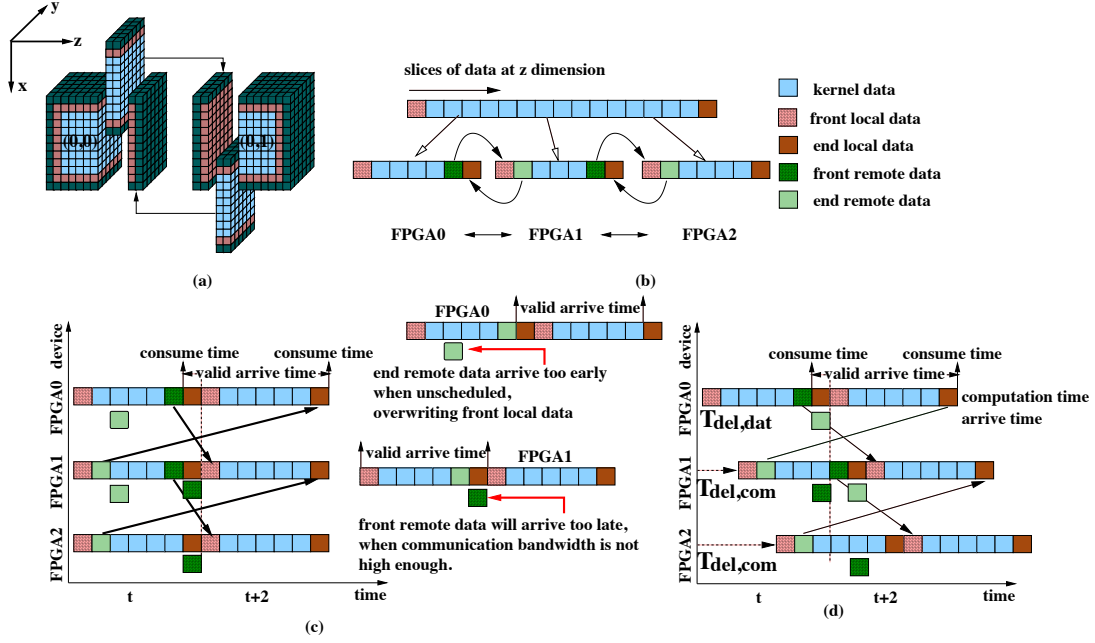 y
z
x
(0,0)
(0,1)
(a)
slices of data at z dimension
FPGA0
FPGA1
FPGA2
(b)
kernel data
front local data
end local data
front remote data
end remote data
device
FPGA0
FPGA1
FPGA2
consume time
consume time
valid arrive time
t
t+2
time
(c)
FPGA0
valid arrive time
end remote data arrive too early
when unscheduled,
overwriting front local data
valid arrive time
FPGA1
front remote data will arrive too late,
when communication bandwidth is not
high enough.
device
FPGA0
FPGA1
FPGA2
consume time
consume time
valid arrive time
computation time
arrive time
Tdel,dat
Tdel,com
Tdel,com
t
t+2
time
(d)